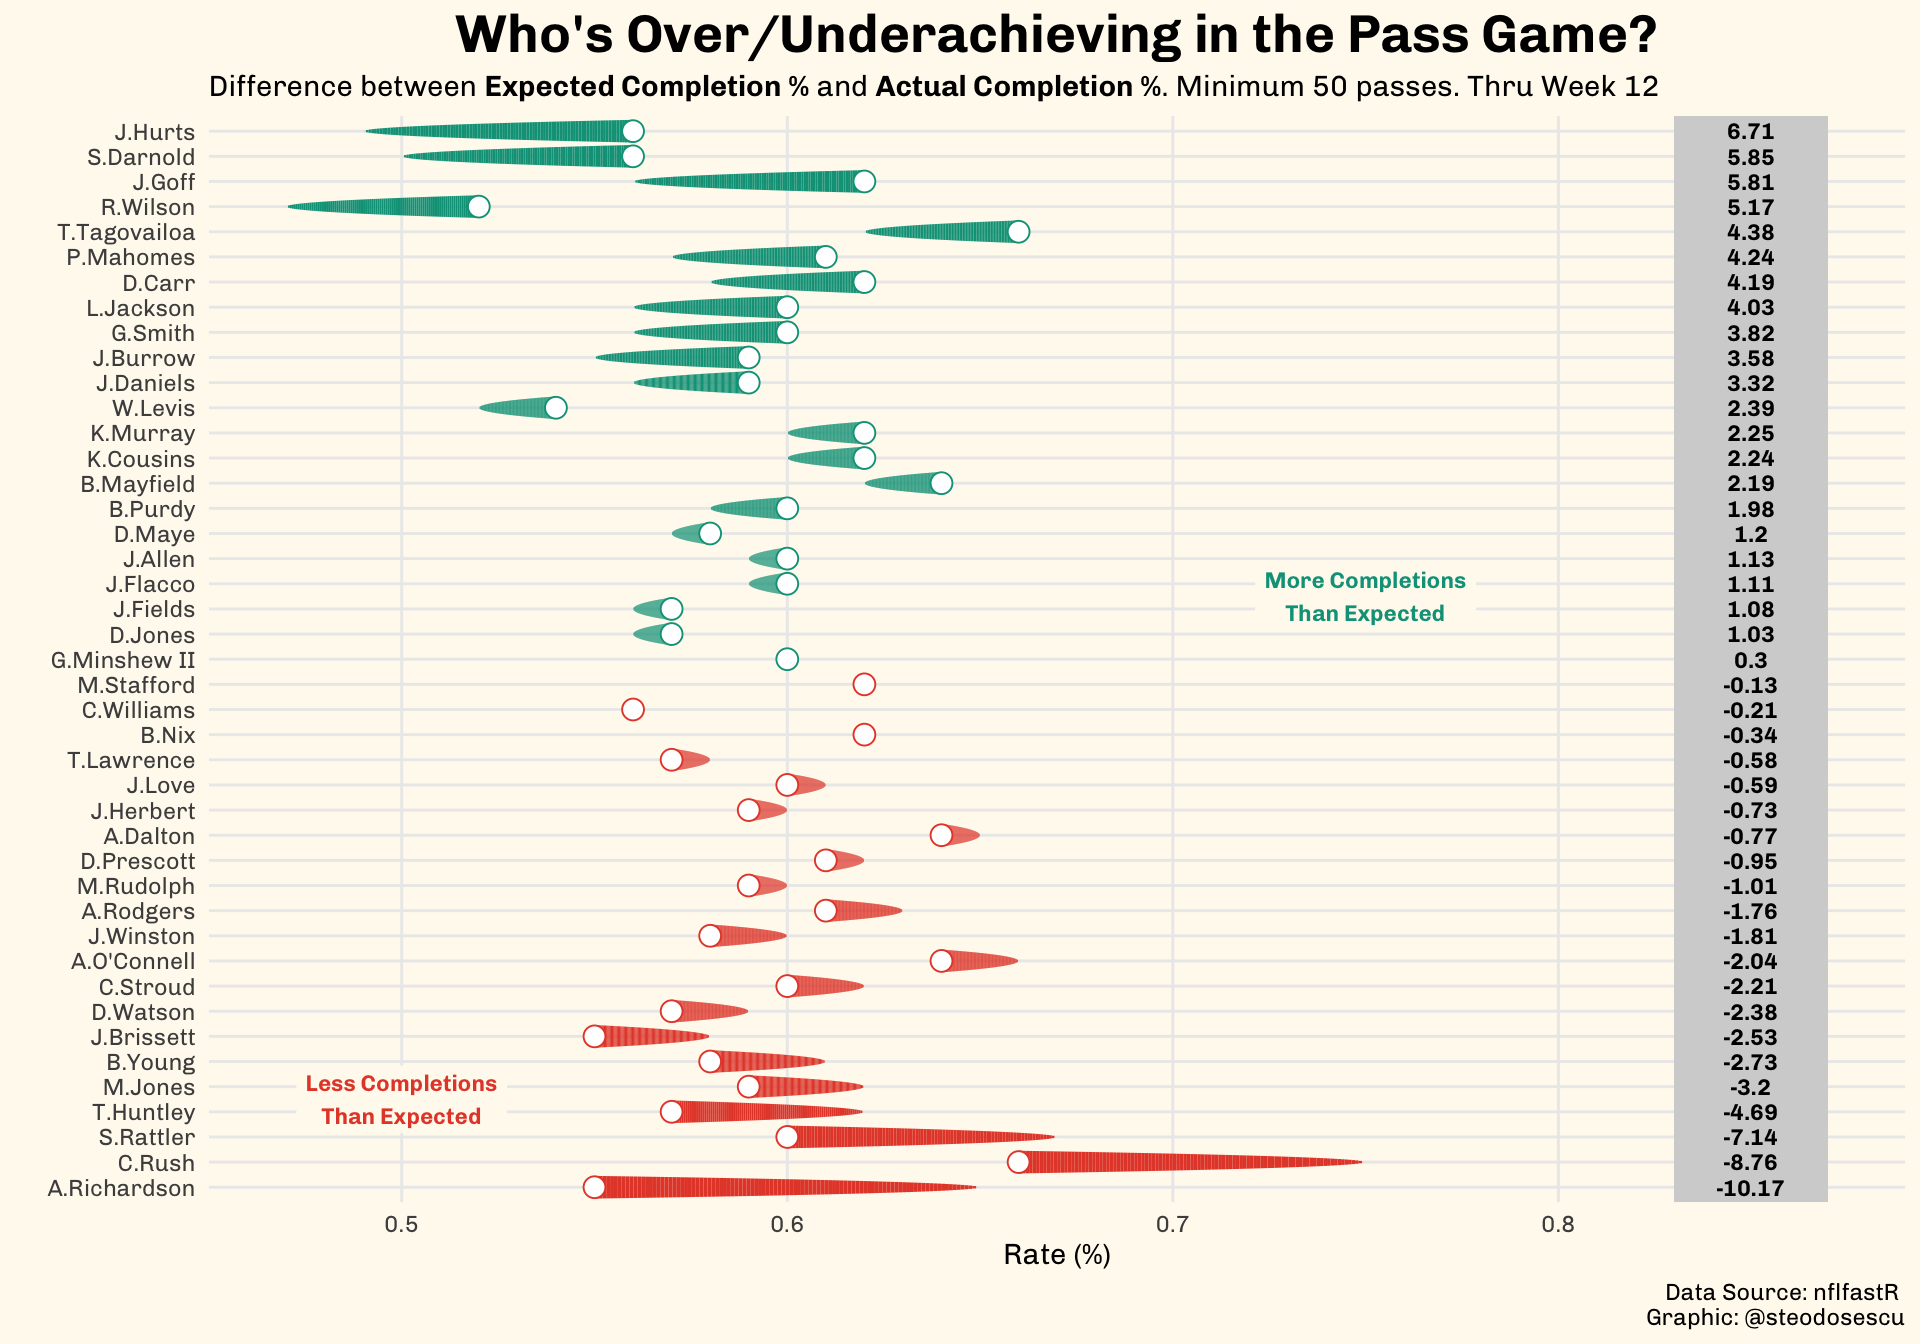 Who's Over/Underachieving in the Pass Game?
Difference between Expected Completion % and Actual Completion %. Minimum 50 passes. Thru Week 12
J.Hurts 6.71
S.Darnold 5.85
J.Goff 5.81
R.Wilson 5.17
T.Tagovailoa 4.38
P.Mahomes 4.24
D.Carr 4.19
L.Jackson 4.03
G.Smith 3.82
J.Burrow 3.58
J.Daniels 3.32
W.Levis 2.39
K.Murray 2.25
K.Cousins 2.24
B.Mayfield 2.19
B.Purdy 1.98
D.Maye 1.2
J.Allen 1.13
J.Flacco 1.11
More Completions
Than Expected
J.Fields 1.08
D.Jones 1.03
G.Minshew II 0.3
M.Stafford -0.13
C.Williams -0.21
B.Nix -0.34
T.Lawrence -0.58
J.Love -0.59
J.Herbert -0.73
A.Dalton -0.77
D.Prescott -0.95
M.Rudolph -1.01
A.Rodgers -1.76
J.Winston -1.81
A.O'Connell -2.04
C.Stroud -2.21
D.Watson -2.38
J.Brissett -2.53
B.Young -2.73
M.Jones -3.2
Less Completions
Than Expected
T.Huntley -4.69
S.Rattler -7.14
C.Rush -8.76
A.Richardson -10.17
0.5 0.6 0.7 0.8
Rate (%)
Data Source: nflfastR
Graphic: @steodosescu